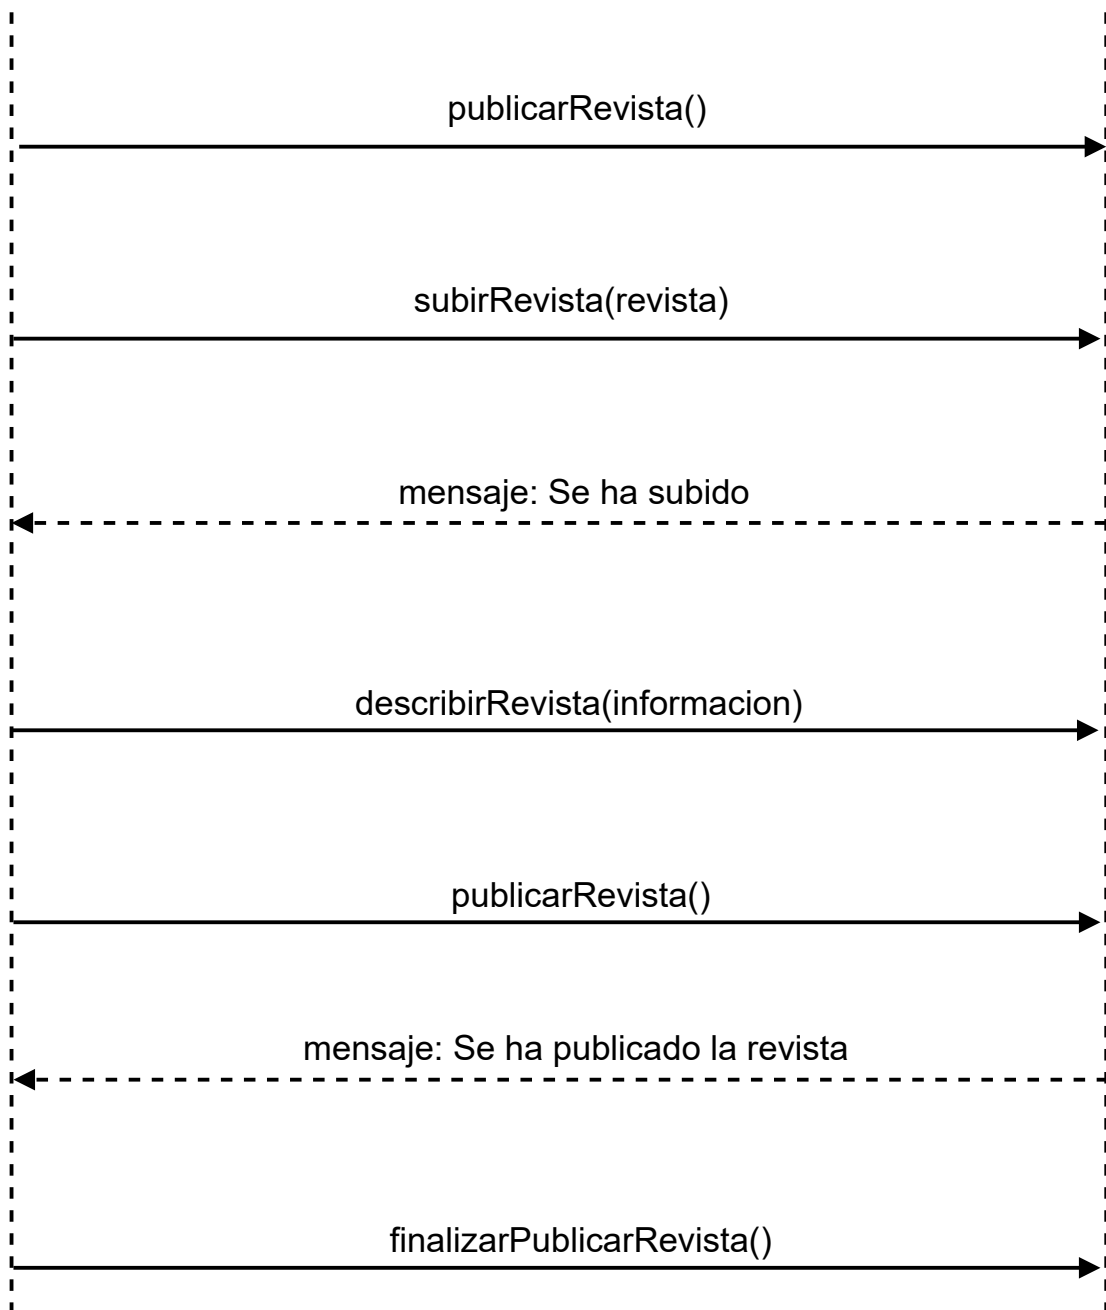 publicarRevista()
subirRevista(revista)
mensaje: Se ha subido
describirRevista(informacion)
publicarRevista()
mensaje: Se ha publicado la revista
finalizarPublicarRevista()